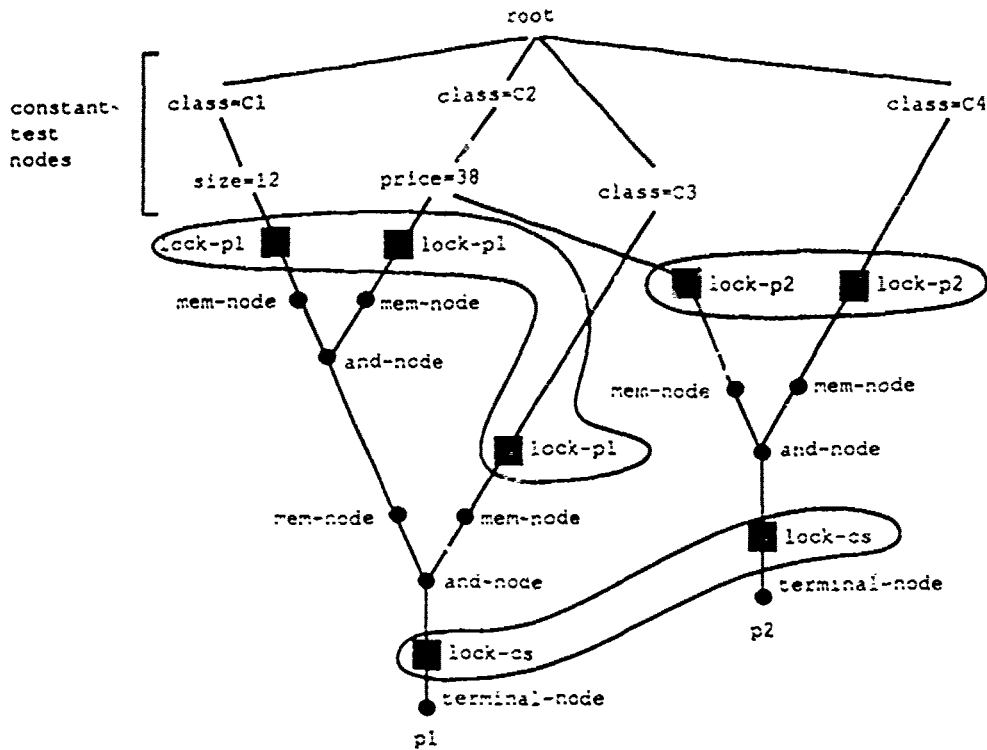 root
constant-
test
nodes
class=C1
class=C2
class=C4
size=12
price=38
class=C3
lock-p1
lock-p1
lock-p2
lock-p2
mem-node
mem-node
and-node
mem-node
mem-node
lock-p1
and-node
mem-node
mem-node
lock-cs
and-node
terminal-node
p2
lock-cs
terminal-node
p1